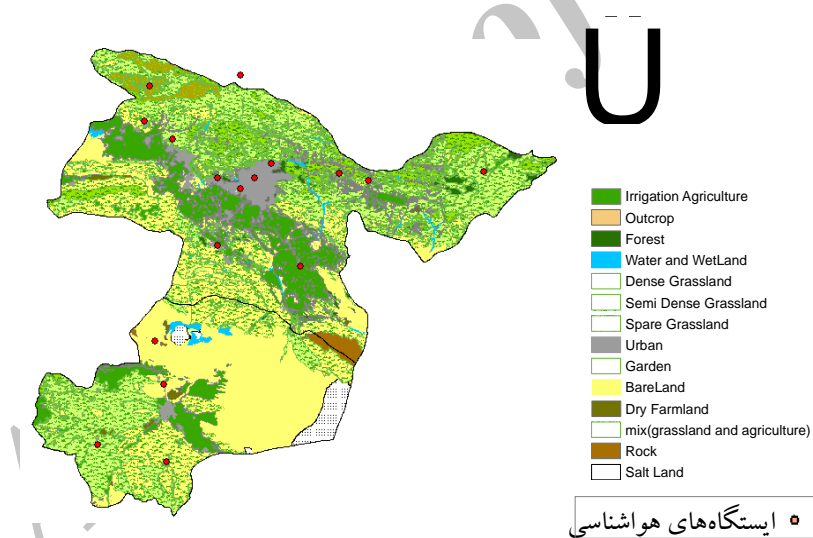 Ü
Irrigation Agriculture
Outcrop
Forest
Water and WetLand
Dense Grassland
Semi Dense Grassland
Spare Grassland
Urban
Garden
BareLand
Dry Farmland
mix(grassland and agriculture)
Rock
Salt Land
ایستگاه‌های هواشناسی